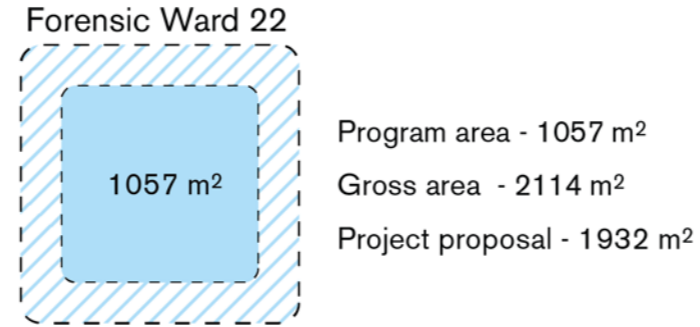 Forensic Ward 22
1057 m²
Program area - 1057 m²
Gross area - 2114 m²
Project proposal - 1932 m²